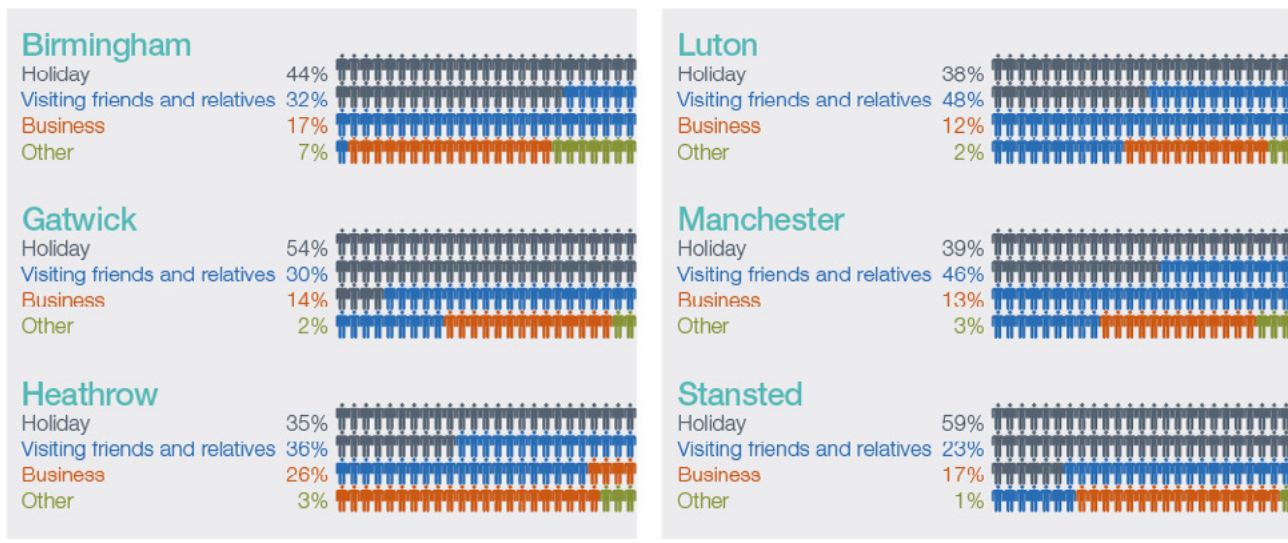 Birmingham
Holiday 44%
Visiting friends and relatives 32%
Business 17%
Other 7%
Gatwick
Holiday 54%
Visiting friends and relatives 30%
Business 14%
Other 2%
Heathrow
Holiday 35%
Visiting friends and relatives 36%
Business 26%
Other 3%
Luton
Holiday 38%
Visiting friends and relatives 48%
Business 12%
Other 2%
Manchester
Holiday 39%
Visiting friends and relatives 46%
Business 13%
Other 3%
Stansted
Holiday 59%
Visiting friends and relatives 23%
Business 17%
Other 1%